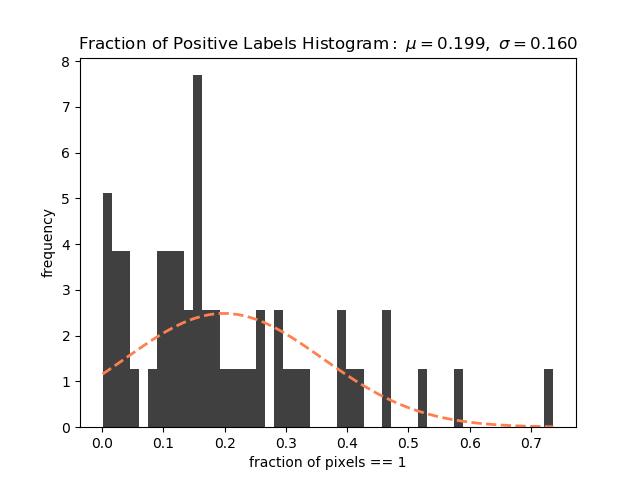 Fraction of Positive Labels Histogram : μ = 0.199, σ = 0.160
8
7
6
5
4
3
2
1
0
frequency
0.0 0.1 0.2 0.3 0.4 0.5 0.6 0.7
fraction of pixels == 1